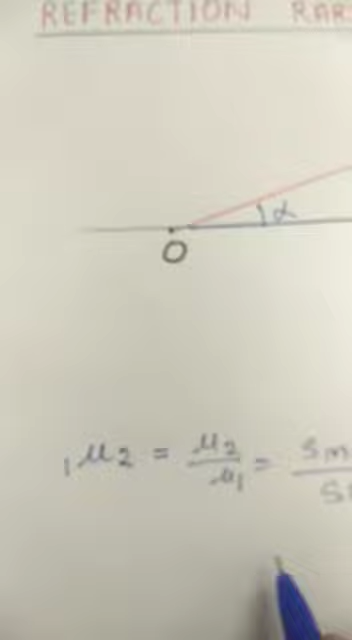 REFRACTION RAR
α
O
₁μ₂ = μ₂/μ₁ =